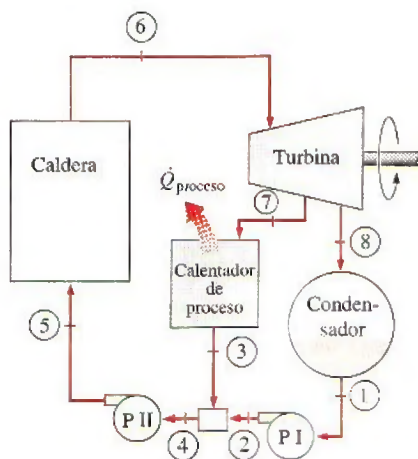 6
Caldera
Turbina
Q̇proceso
7
8
Calentador
de
proceso
Conden-
sador
5
3
1
P II
4
2
P I